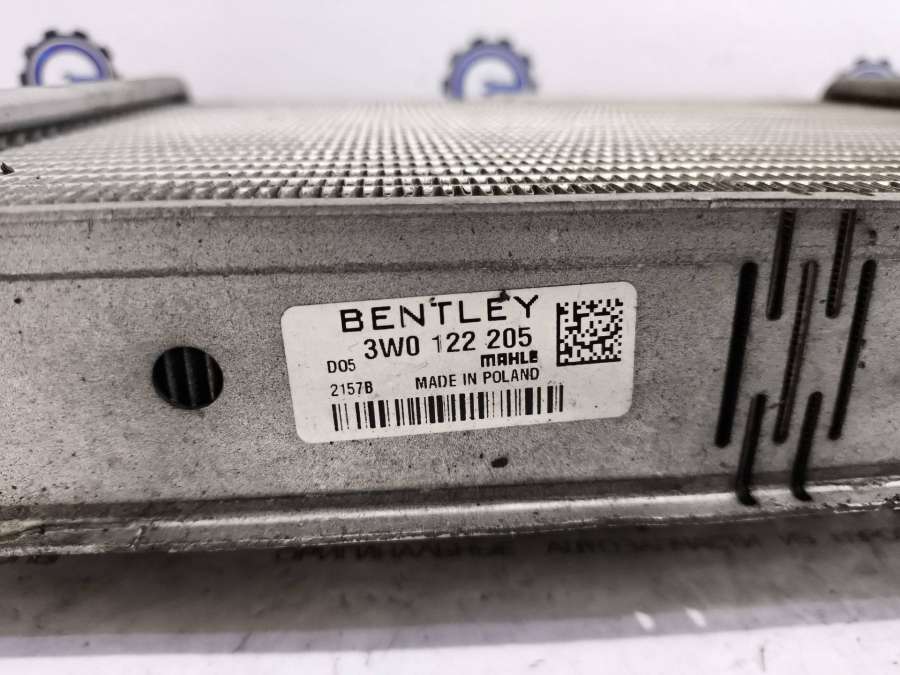 BENTLEY
3W0 122 205
D05 MAHLE
2157B MADE IN POLAND